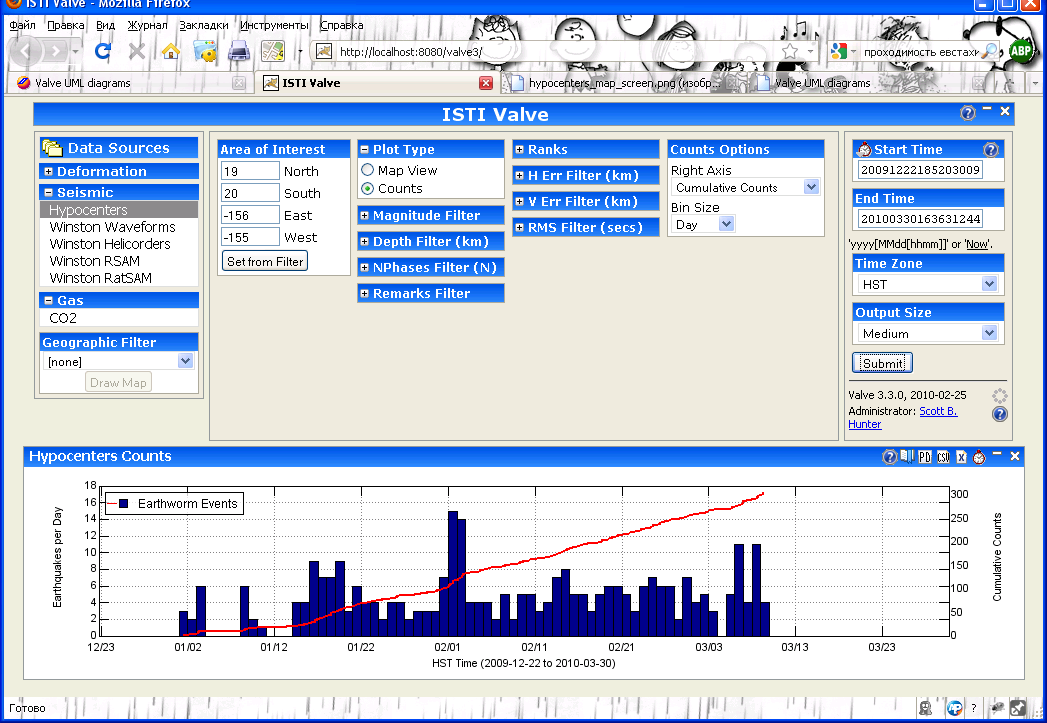 ISTI Valve - Mozilla Firefox
Файл Правка Вид Журнал Закладки Инструменты Справка
http://localhost:8080/valve3/
проходимость евстахи
ABP
Valve UML diagrams
ISTI Valve
hypocenters_map_screen.png (изобр...
Valve UML diagrams
ISTI Valve
Data Sources
Deformation
Seismic
Hypocenters
Winston Waveforms
Winston Helicorders
Winston RSAM
Winston RatSAM
Gas
CO2
Geographic Filter
[none]
Draw Map
Area of Interest
19 North
20 South
-156 East
-155 West
Set from Filter
Plot Type
Map View
Counts
Magnitude Filter
Depth Filter (km)
NPhases Filter (N)
Remarks Filter
Ranks
H Err Filter (km)
V Err Filter (km)
RMS Filter (secs)
Counts Options
Right Axis
Cumulative Counts
Bin Size
Day
Start Time
20091222185203009
End Time
20100330163631244
'yyyy[MMdd[hhmm]]' or 'Now'.
Time Zone
HST
Output Size
Medium
Submit
Valve 3.3.0, 2010-02-25
Administrator: Scott B.
Hunter
Hypocenters Counts
PD CSV X
Earthworm Events
Earthquakes per Day
18
16
14
12
10
8
6
4
2
0
300
250
200
150
100
50
0
Cumulative Counts
12/23 01/02 01/12 01/22 02/01 02/11 02/21 03/03 03/13 03/23
HST Time (2009-12-22 to 2010-03-30)
Готово